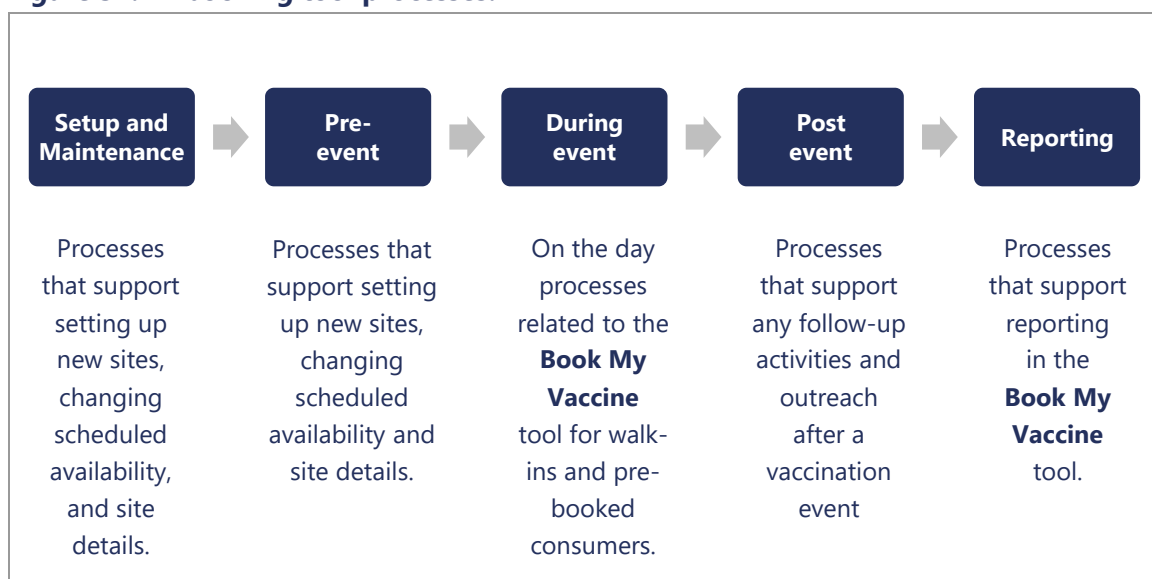 Setup and
Maintenance
Pre-
event
During
event
Post
event
Reporting
Processes
that support
setting up
new sites,
changing
scheduled
availability,
and site
details.
Processes that
support setting
up new sites,
changing
scheduled
availability and
site details.
On the day
processes
related to the
Book My
Vaccine
tool for walk-
ins and pre-
booked
consumers.
Processes
that support
any follow-up
activities and
outreach
after a
vaccination
event
Processes
that support
reporting
in the
Book My
Vaccine
tool.